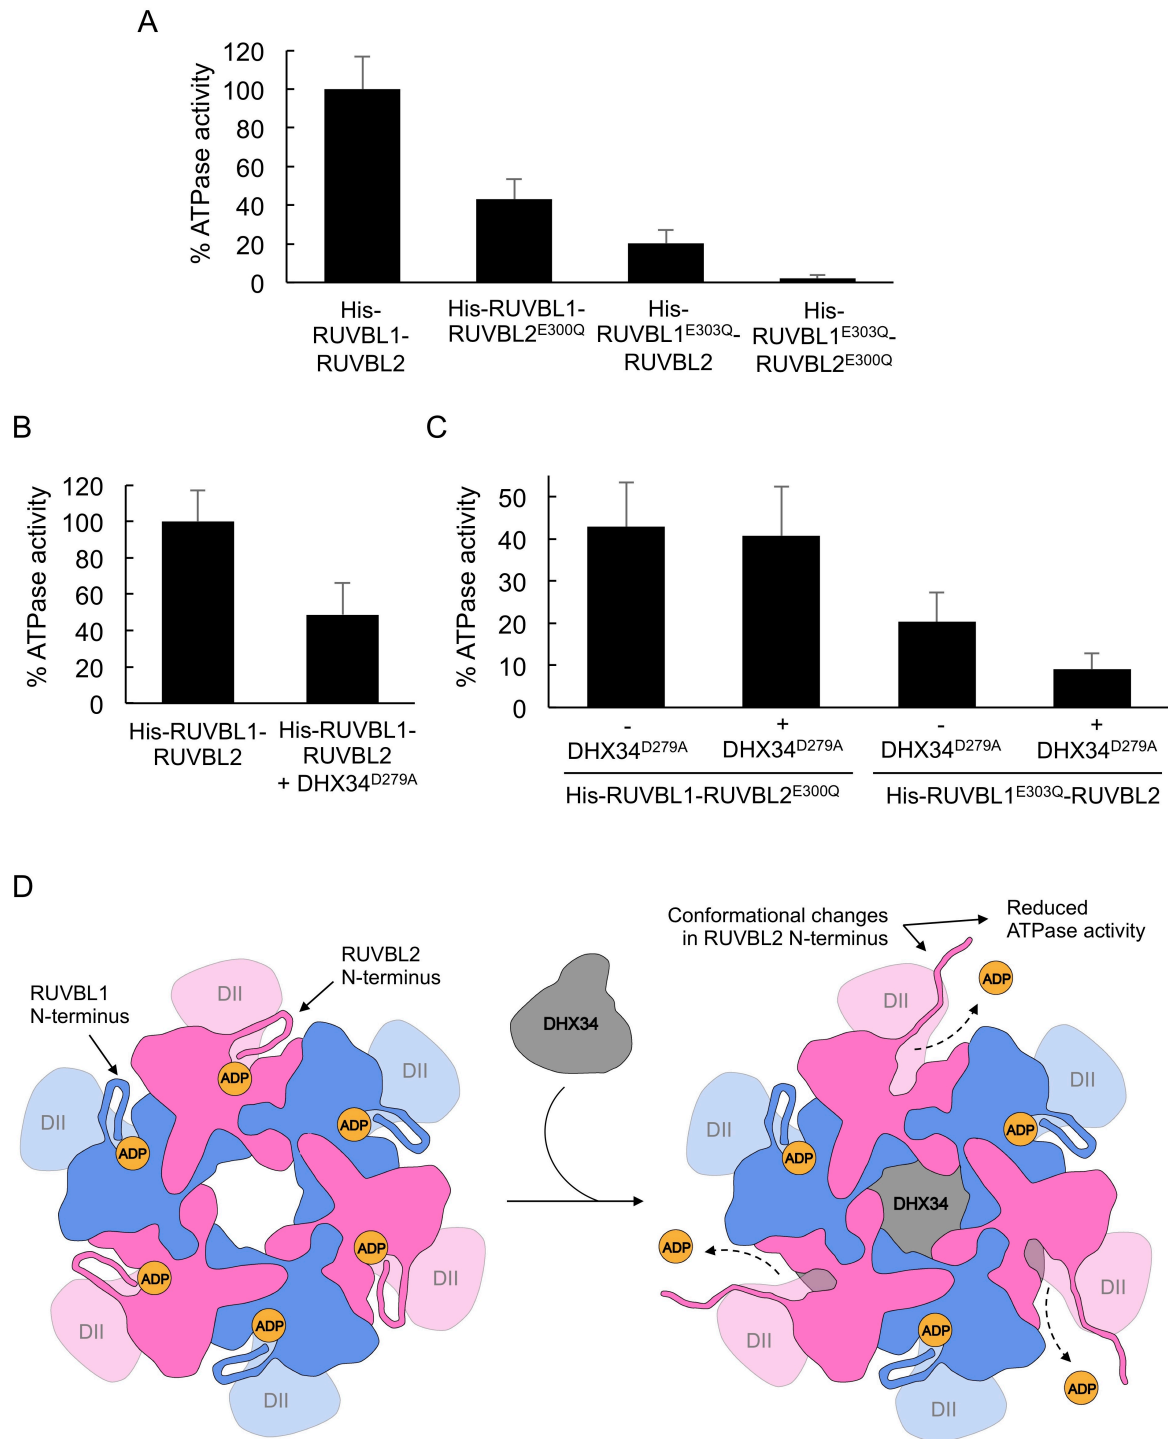 A
% ATPase activity
120
100
80
60
40
20
0
His-
RUVBL1-
RUVBL2
His-RUVBL1-
RUVBL2E300Q
His-
RUVBL1E303Q-
RUVBL2
His-
RUVBL1E303Q-
RUVBL2E300Q
B
% ATPase activity
120
100
80
60
40
20
0
His-RUVBL1-
RUVBL2
His-RUVBL1-
RUVBL2
+ DHX34D279A
C
% ATPase activity
50
40
30
20
10
0
-
DHX34D279A
+
DHX34D279A
-
DHX34D279A
+
DHX34D279A
His-RUVBL1-RUVBL2E300Q
His-RUVBL1E303Q-RUVBL2
D
RUVBL1
N-terminus
RUVBL2
N-terminus
DII
DII
DII
DII
DII
DII
ADP
ADP
ADP
ADP
ADP
ADP
DHX34
Conformational changes
in RUVBL2 N-terminus
Reduced
ATPase activity
DII
DII
DII
DII
DII
DII
ADP
ADP
ADP
ADP
ADP
ADP
DHX34